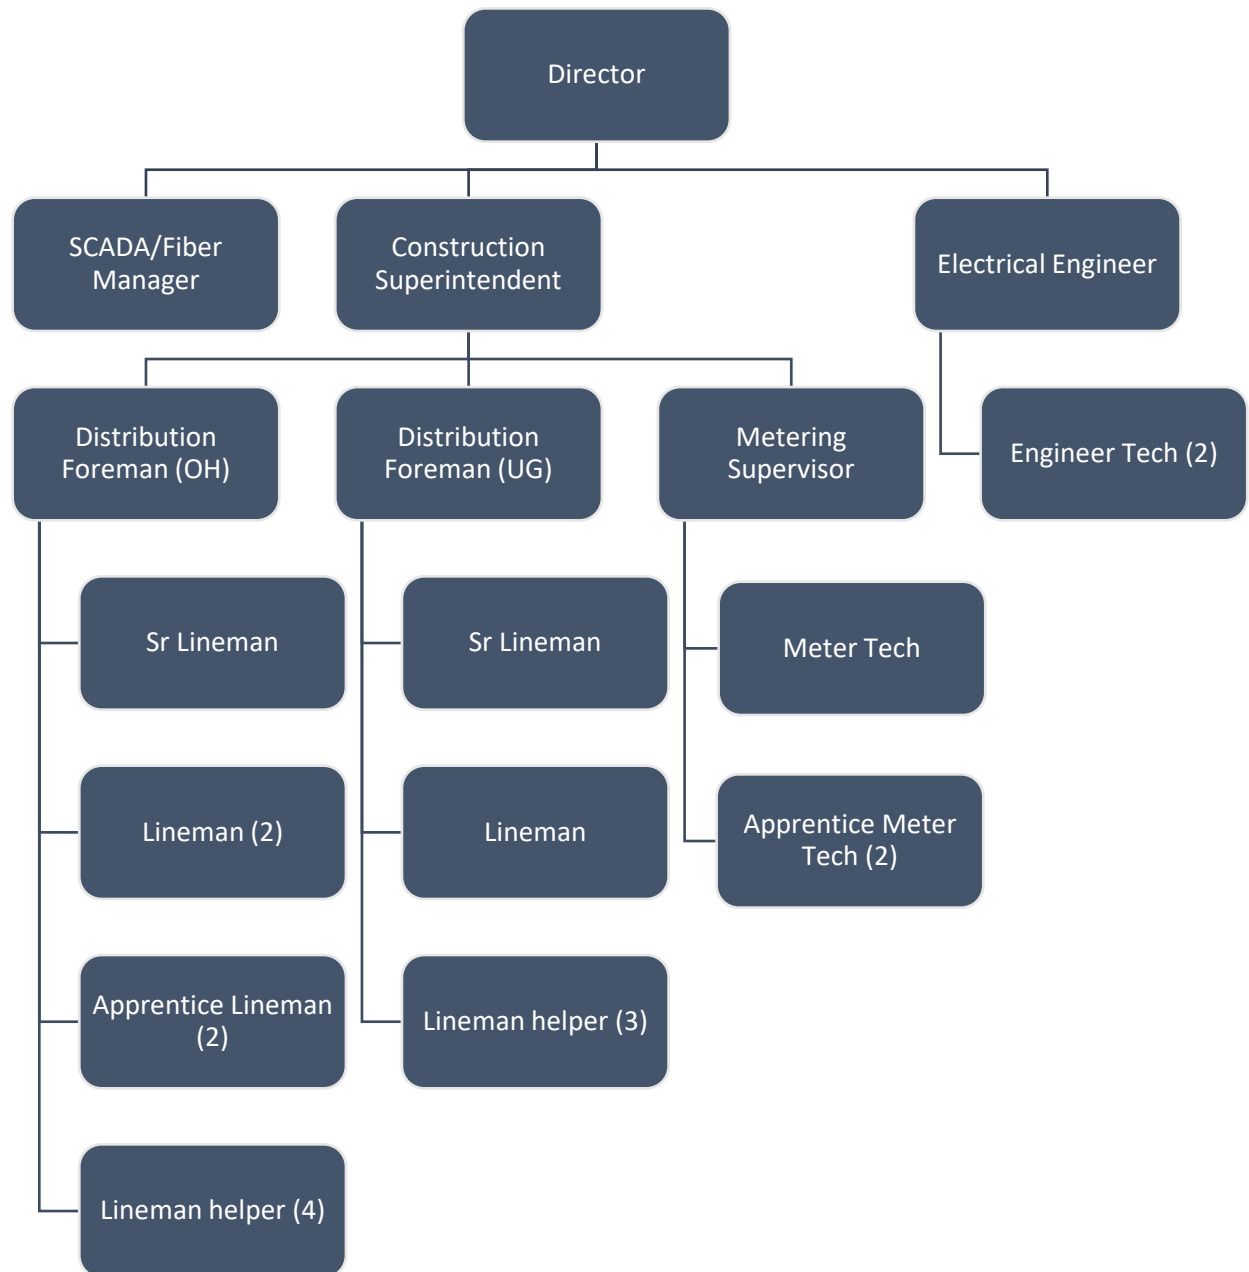 Director
SCADA/Fiber
Manager
Construction
Superintendent
Electrical Engineer
Distribution
Foreman (OH)
Distribution
Foreman (UG)
Metering
Supervisor
Engineer Tech (2)
Sr Lineman
Sr Lineman
Meter Tech
Lineman (2)
Lineman
Apprentice Meter
Tech (2)
Apprentice Lineman
(2)
Lineman helper (3)
Lineman helper (4)